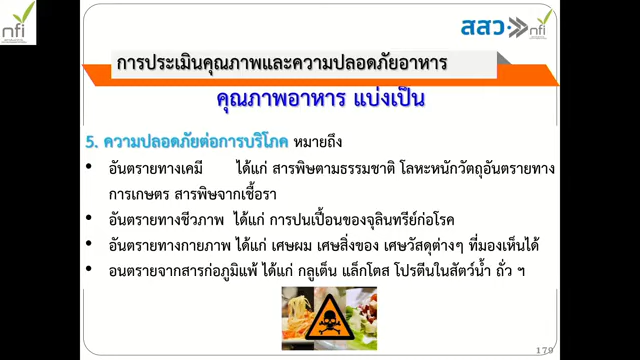 nfi
สสว nfi
การประเมินคุณภาพและความปลอดภัยอาหาร
คุณภาพอาหาร แบ่งเป็น
5. ความปลอดภัยต่อการบริโภค หมายถึง
• อันตรายทางเคมี ได้แก่ สารพิษตามธรรมชาติ โลหะหนักวัตถุอันตรายทาง
การเกษตร สารพิษจากเชื้อรา
• อันตรายทางชีวภาพ ได้แก่ การปนเปื้อนของจุลินทรีย์ก่อโรค
• อันตรายทางกายภาพ ได้แก่ เศษผม เศษสิ่งของ เศษวัสดุต่างๆ ที่มองเห็นได้
• อนตรายจากสารก่อภูมิแพ้ ได้แก่ กลูเต็น แล็กโตส โปรตีนในสัตว์น้ำ ถั่ว ฯ
179